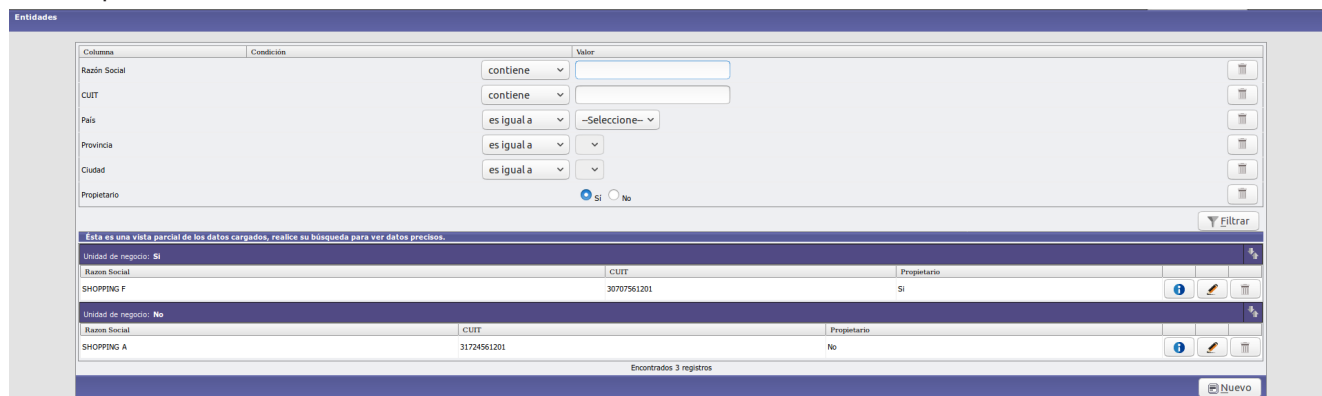 Entidades
Columna Condición Valor
Razón Social contiene
CUIT contiene
País es igual a --Seleccione--
Provincia es igual a
Ciudad es igual a
Propietario Sí No
Filtrar
Ésta es una vista parcial de los datos cargados, realice su búsqueda para ver datos precisos.
Unidad de negocio: Si
Razon Social CUIT Propietario
SHOPPING F 30707561201 Si
Unidad de negocio: No
Razon Social CUIT Propietario
SHOPPING A 31724561201 No
Encontrados 3 registros
Nuevo